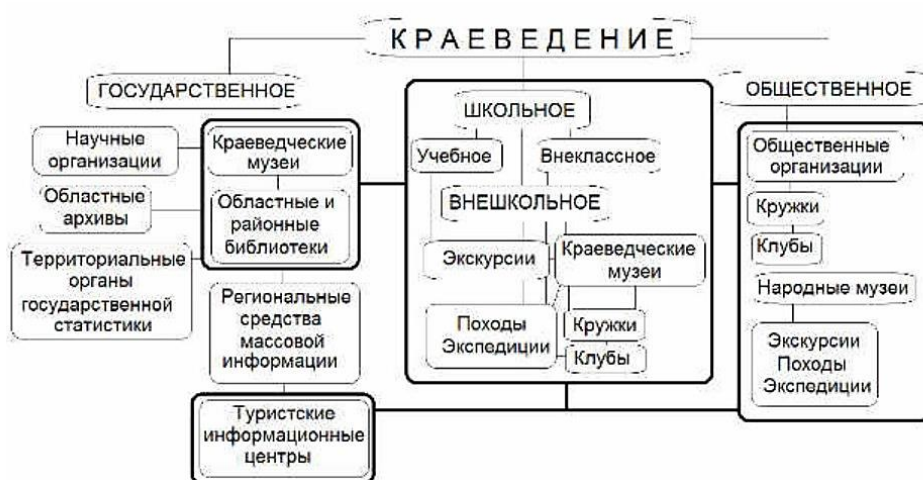 КРАЕВЕДЕНИЕ
ГОСУДАРСТВЕННОЕ
Научные
организации
Областные
архивы
Территориальные
органы
государственной
статистики
Краеведческие
музеи
Областные и
районные
библиотеки
Региональные
средства
массовой
информации
Туристские
информационные
центры
ШКОЛЬНОЕ
Учебное
Внеклассное
ВНЕШКОЛЬНОЕ
Экскурсии
Краеведческие
музеи
Походы
Экспедиции
Кружки
Клубы
ОБЩЕСТВЕННОЕ
Общественные
организации
Кружки
Клубы
Народные музеи
Экскурсии
Походы
Экспедиции